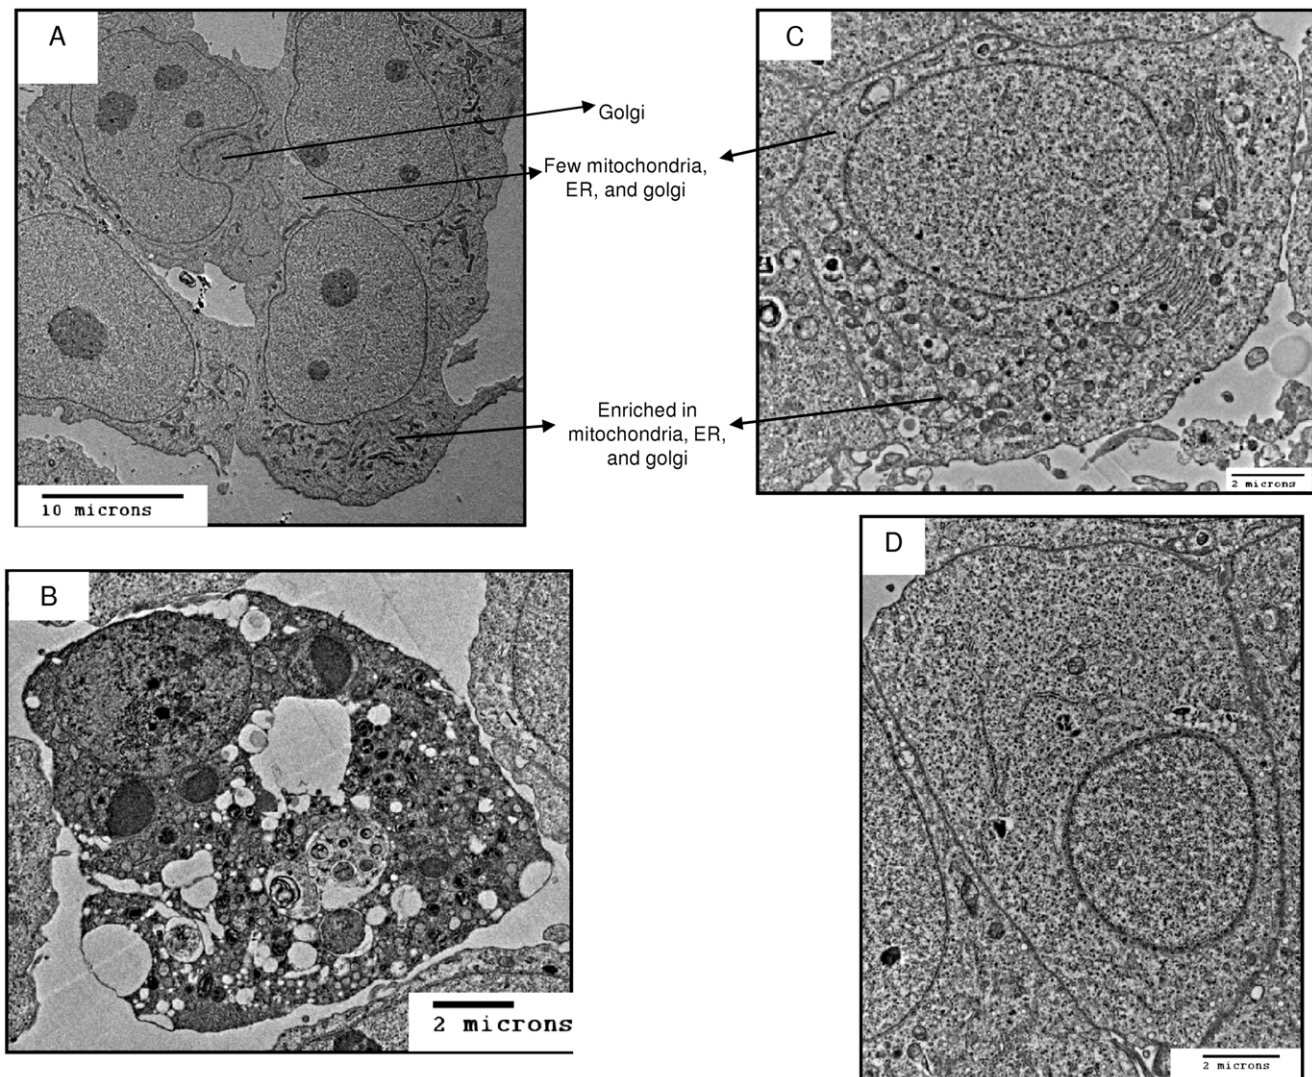 A
C
Golgi
Few mitochondria,
ER, and golgi
Enriched in
mitochondria, ER,
and golgi
10 microns
2 microns
B
D
2 microns
2 microns